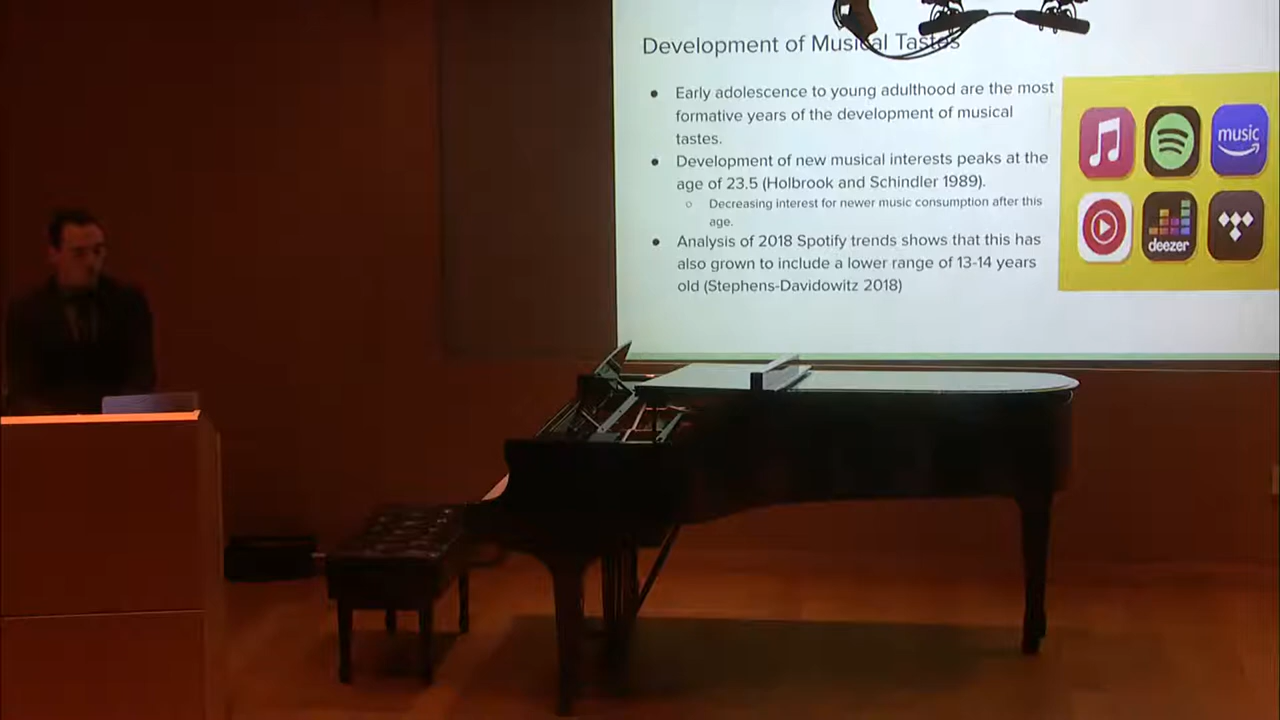 Development of Musical Tastes
Early adolescence to young adulthood are the most
formative years of the development of musical
tastes.
Development of new musical interests peaks at the
age of 23.5 (Holbrook and Schindler 1989).
Decreasing interest for newer music consumption after this
age.
Analysis of 2018 Spotify trends shows that this has
also grown to include a lower range of 13-14 years
old (Stephens-Davidowitz 2018)
music
deezer